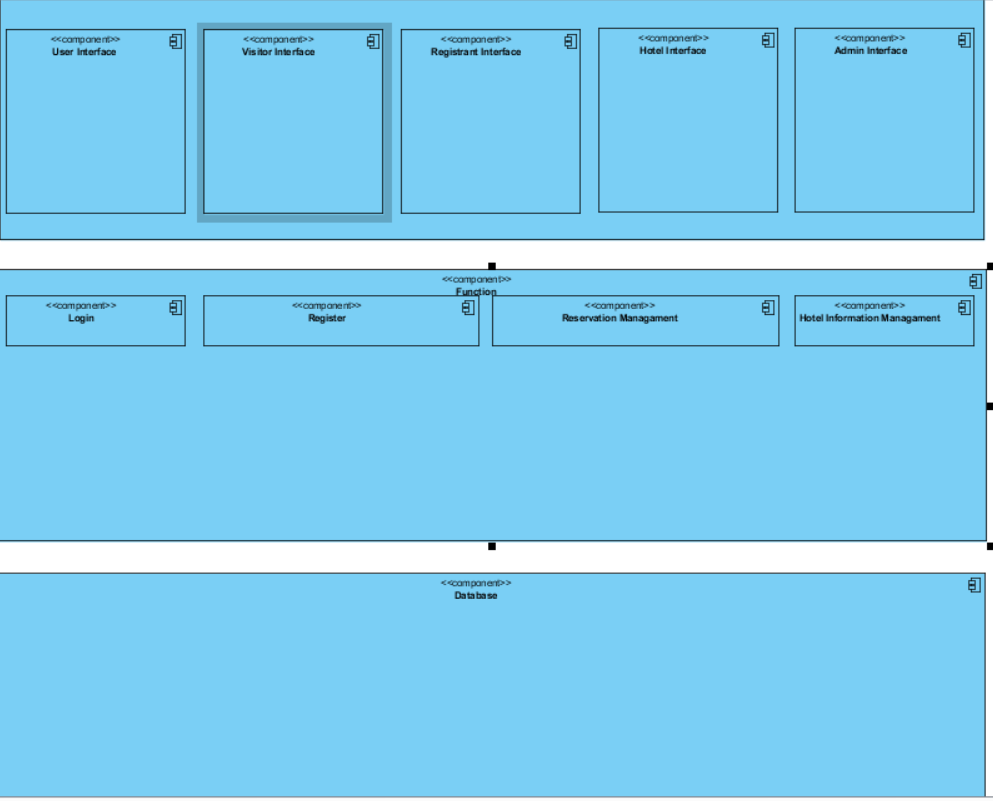 <<component>>
User Interface
<<component>>
Visitor Interface
<<component>>
Registrant Interface
<<component>>
Hotel Interface
<<component>>
Admin Interface
<<component>>
Function
<<component>>
Login
<<component>>
Register
<<component>>
Reservation Managament
<<component>>
Hotel Information Managament
<<component>>
Database